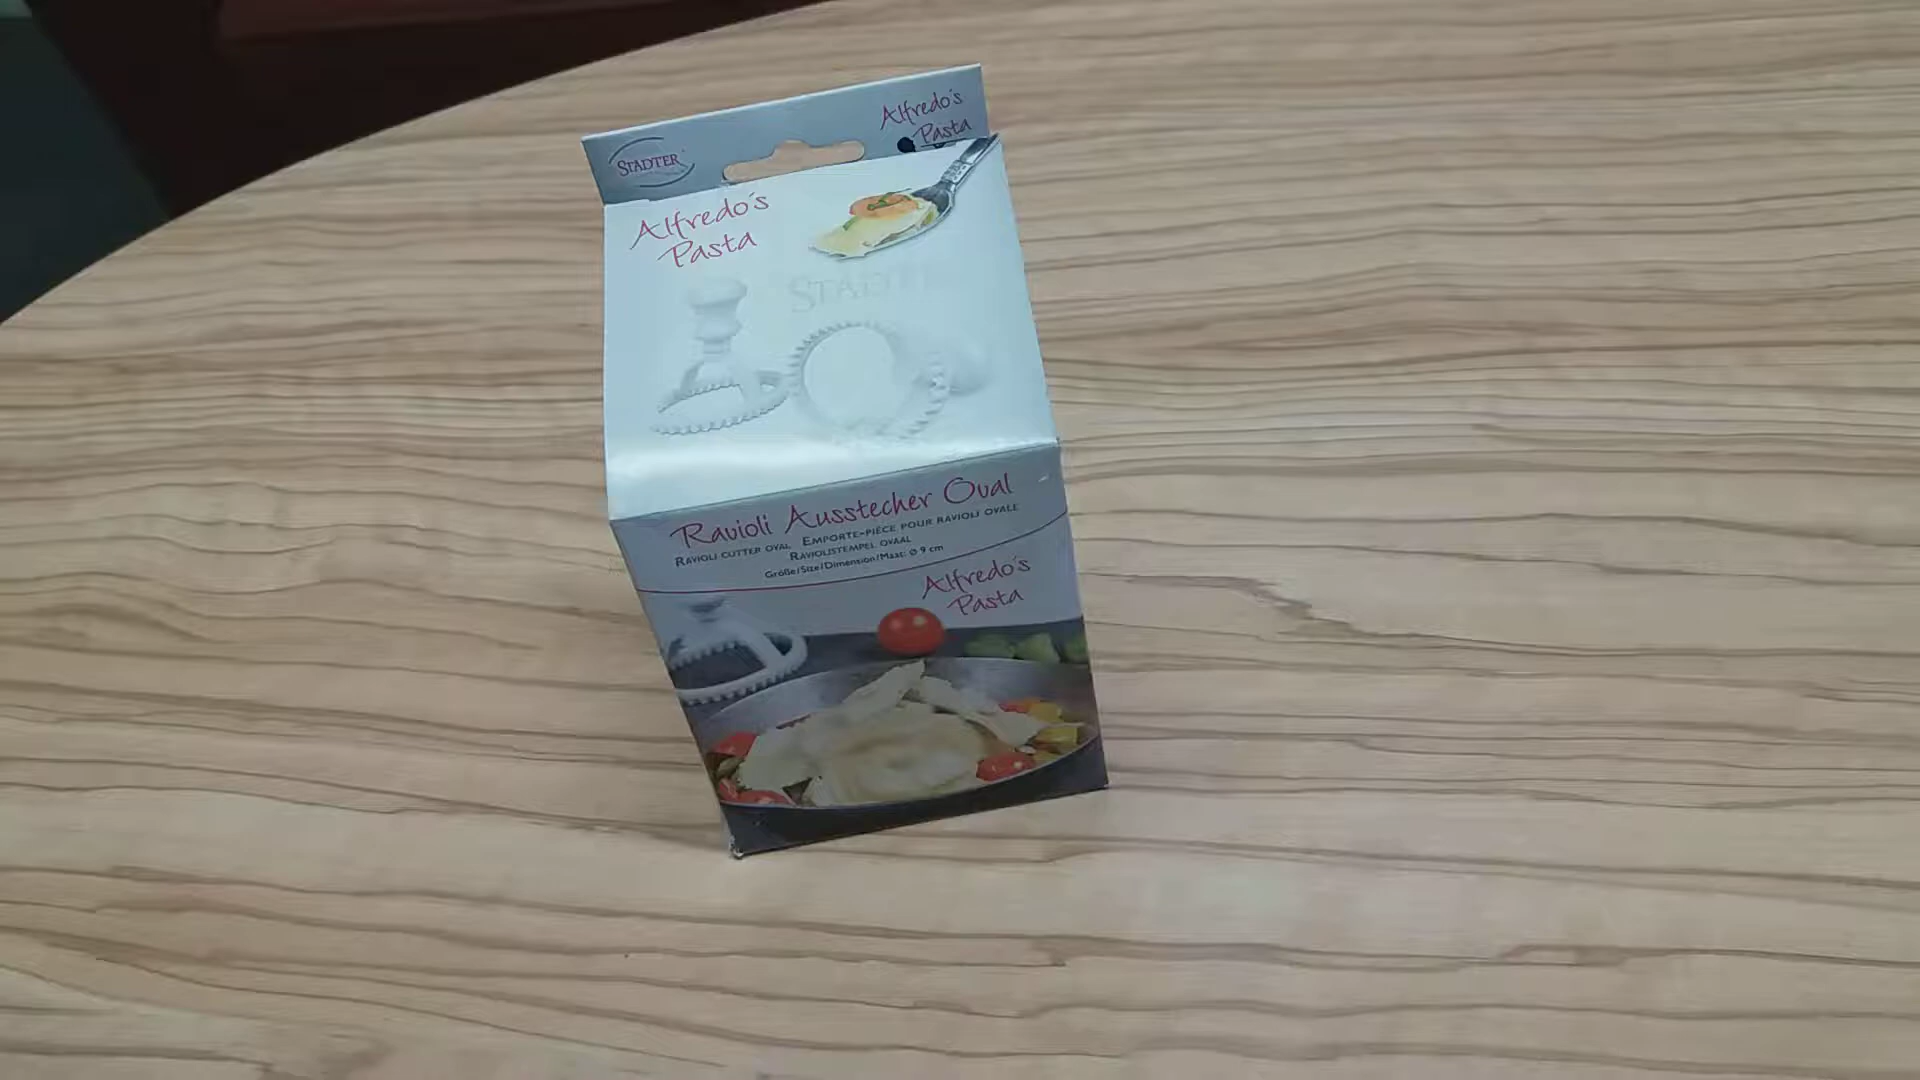 STÄDTER
Alfredo's
Pasta
Alfredo's
Pasta
STÄDTER
Ravioli Ausstecher Oval
RAVIOLI CUTTER OVAL EMPORTE-PIÈCE POUR RAVIOLI OVALE
RAVIOLISTEMPEL OVAAL
Größe/Size/Dimension/Maat: ⌀ 9 cm
Alfredo's
Pasta